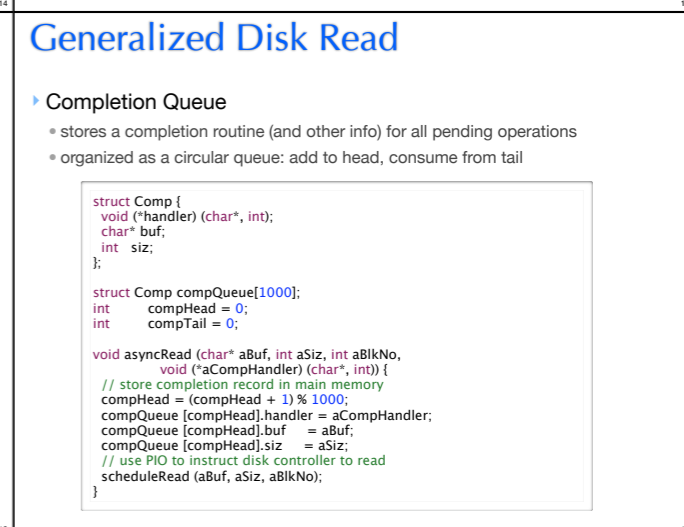 14
1
Generalized Disk Read
Completion Queue
• stores a completion routine (and other info) for all pending operations
• organized as a circular queue: add to head, consume from tail
struct Comp {
void (*handler) (char*, int);
char* buf;
int siz;
};
struct Comp compQueue[1000];
int compHead = 0;
int compTail = 0;
void asyncRead (char* aBuf, int aSiz, int aBlkNo,
void (*aCompHandler) (char*, int)) {
// store completion record in main memory
compHead = (compHead + 1) % 1000;
compQueue [compHead].handler = aCompHandler;
compQueue [compHead].buf = aBuf;
compQueue [compHead].siz = aSiz;
// use PIO to instruct disk controller to read
scheduleRead (aBuf, aSiz, aBlkNo);
}